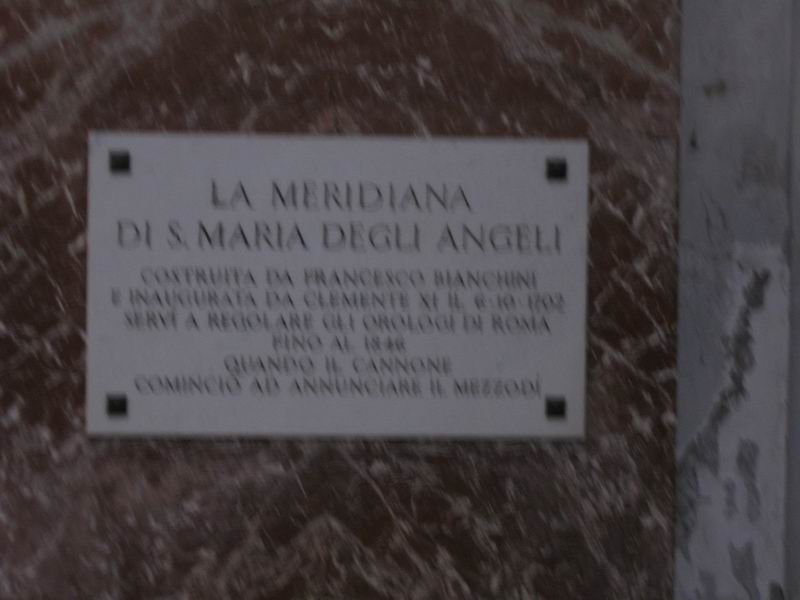 LA MERIDIANA
DI S. MARIA DEGLI ANGELI
COSTRUITA DA FRANCESCO BIANCHINI
E INAUGURATA DA CLEMENTE XI IL 6·10·1702
SERVÌ A REGOLARE GLI OROLOGI DI ROMA
FINO AL 1846
QUANDO IL CANNONE
COMINCIÒ AD ANNUNCIARE IL MEZZODÌ